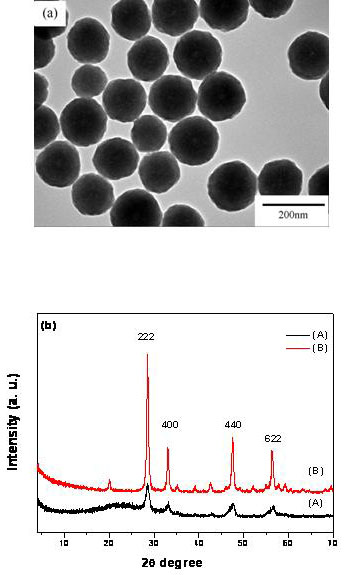 (a)
200nm
(b)
(A)
(B)
222
400
440
622
(B)
(A)
Intensity (a. u.)
10 20 30 40 50 60 70
2θ degree